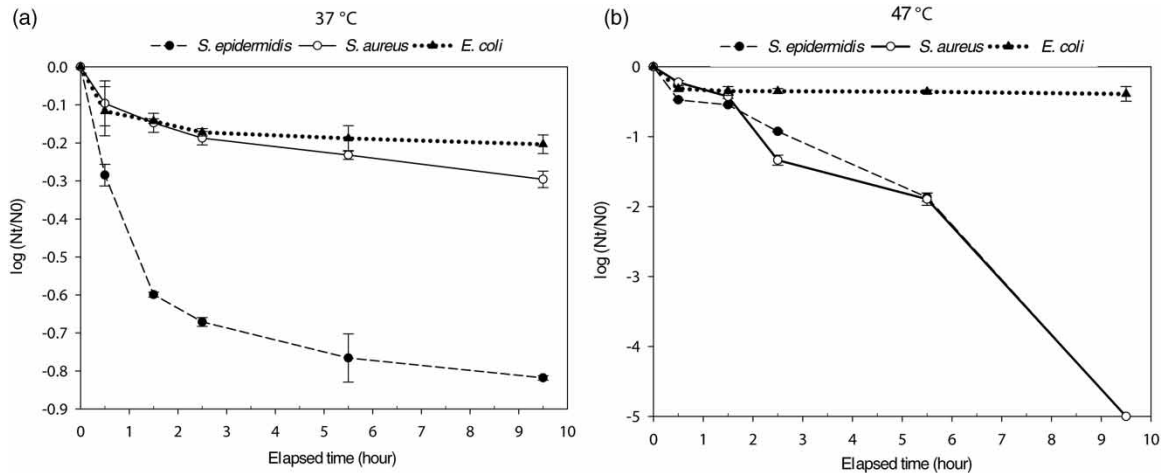 (a)
37 °C
S. epidermidis S. aureus E. coli
0.0
-0.1
-0.2
-0.3
-0.4
-0.5
-0.6
-0.7
-0.8
-0.9
log (Nt/N0)
0 1 2 3 4 5 6 7 8 9 10
Elapsed time (hour)
(b)
47 °C
S. epidermidis S. aureus E. coli
0
-1
-2
-3
-4
-5
log (Nt/N0)
0 1 2 3 4 5 6 7 8 9 10
Elapsed time (hour)